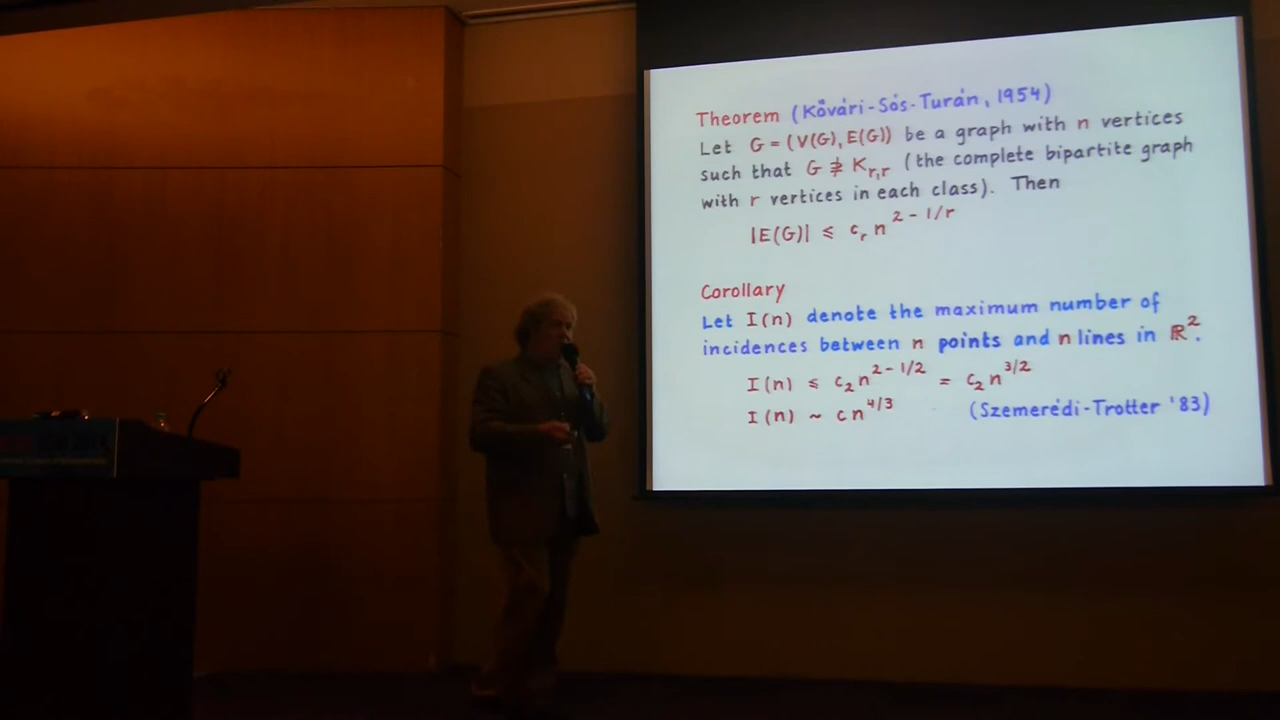 Theorem (Kővári-Sós-Turán, 1954)
Let G = (V(G), E(G)) be a graph with n vertices
such that G ⊉ K_{r,r} (the complete bipartite graph
with r vertices in each class). Then
|E(G)| ≤ c_r n^{2 - 1/r}
Corollary
Let I(n) denote the maximum number of
incidences between n points and n lines in ℝ².
I(n) ≤ c₂ n^{2 - 1/2} = c₂ n^{3/2}
I(n) ~ c n^{4/3} (Szemerédi-Trotter '83)